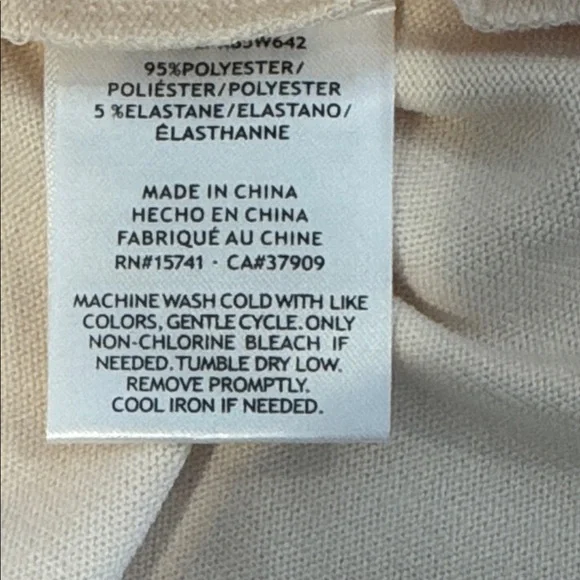 95%POLYESTER/
POLIÉSTER/POLYESTER
5 %ELASTANE/ELASTANO/
ÉLASTHANNE
MADE IN CHINA
HECHO EN CHINA
FABRIQUÉ AU CHINE
RN#15741 · CA#37909
MACHINE WASH COLD WITH LIKE
COLORS, GENTLE CYCLE. ONLY
NON-CHLORINE BLEACH IF
NEEDED. TUMBLE DRY LOW.
REMOVE PROMPTLY.
COOL IRON IF NEEDED.